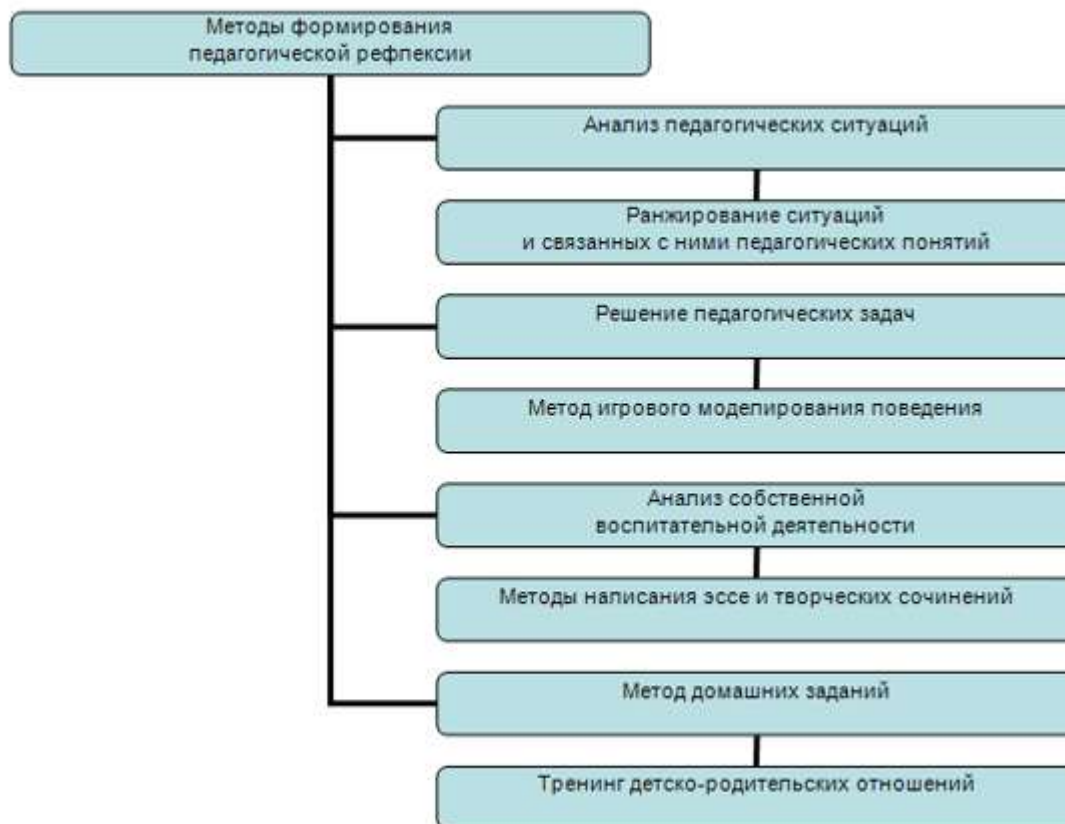 Методы формирования
педагогической рефлексии
Анализ педагогических ситуаций
Ранжирование ситуаций
и связанных с ними педагогических понятий
Решение педагогических задач
Метод игрового моделирования поведения
Анализ собственной
воспитательной деятельности
Методы написания эссе и творческих сочинений
Метод домашних заданий
Тренинг детско-родительских отношений